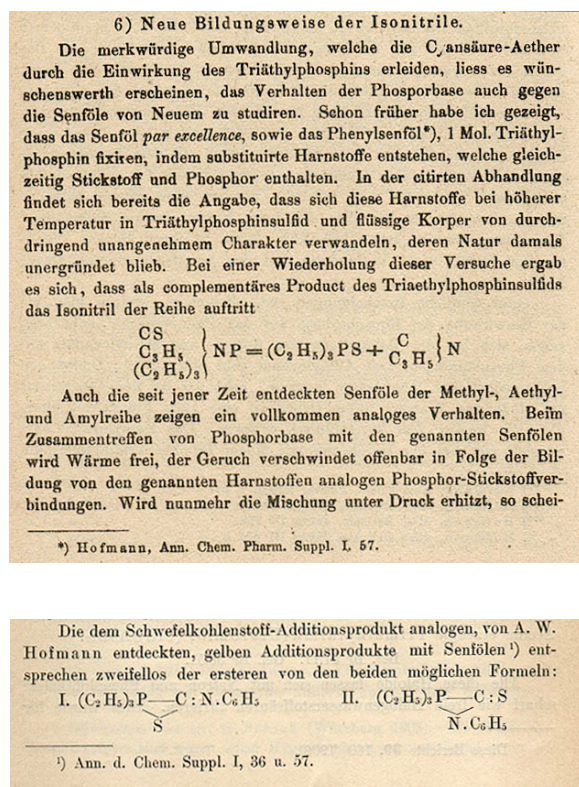 6) Neue Bildungsweise der Isonitrile.
Die merkwürdige Umwandlung, welche die Cyansäure-Aether
durch die Einwirkung des Triäthylphosphins erleiden, liess es wün-
schenswerth erscheinen, das Verhalten der Phosporbase auch gegen
die Senföle von Neuem zu studiren. Schon früher habe ich gezeigt,
dass das Senföl par excellence, sowie das Phenylsenföl*), 1 Mol. Triäthyl-
phosphin fixiren, indem substituirte Harnstoffe entstehen, welche gleich-
zeitig Stickstoff und Phosphor enthalten. In der citirten Abhandlung
findet sich bereits die Angabe, dass sich diese Harnstoffe bei höherer
Temperatur in Triäthylphosphinsulfid und flüssige Korper von durch-
dringend unangenehmem Charakter verwandeln, deren Natur damals
unergründet blieb. Bei einer Wiederholung dieser Versuche ergab
es sich, dass als complementäres Product des Triaethylphosphinsulfids
das Isonitril der Reihe auftritt
CS
C₃H₅ } NP = (C₂H₅)₃PS + C C₃H₅ } N
(C₂H₅)₃
Auch die seit jener Zeit entdeckten Senföle der Methyl-, Aethyl-
und Amylreihe zeigen ein vollkommen analoges Verhalten. Beim
Zusammentreffen von Phosphorbase mit den genannten Senfölen
wird Wärme frei, der Geruch verschwindet offenbar in Folge der Bil-
dung von den genannten Harnstoffen analogen Phosphor-Stickstoffver-
bindungen. Wird nunmehr die Mischung unter Druck erhitzt, so schei-
*) Hofmann, Ann. Chem. Pharm. Suppl. I, 57.
Die dem Schwefelkohlenstoff-Additionsprodukt analogen, von A. W.
Hofmann entdeckten, gelben Additionsprodukte mit Senfölen ¹) ent-
sprechen zweifellos der ersteren von den beiden möglichen Formeln:
I. (C₂H₅)₃P—C : N.C₆H₅ II. (C₂H₅)₃P—C : S
S N.C₆H₅
¹) Ann. d. Chem. Suppl. I, 36 u. 57.